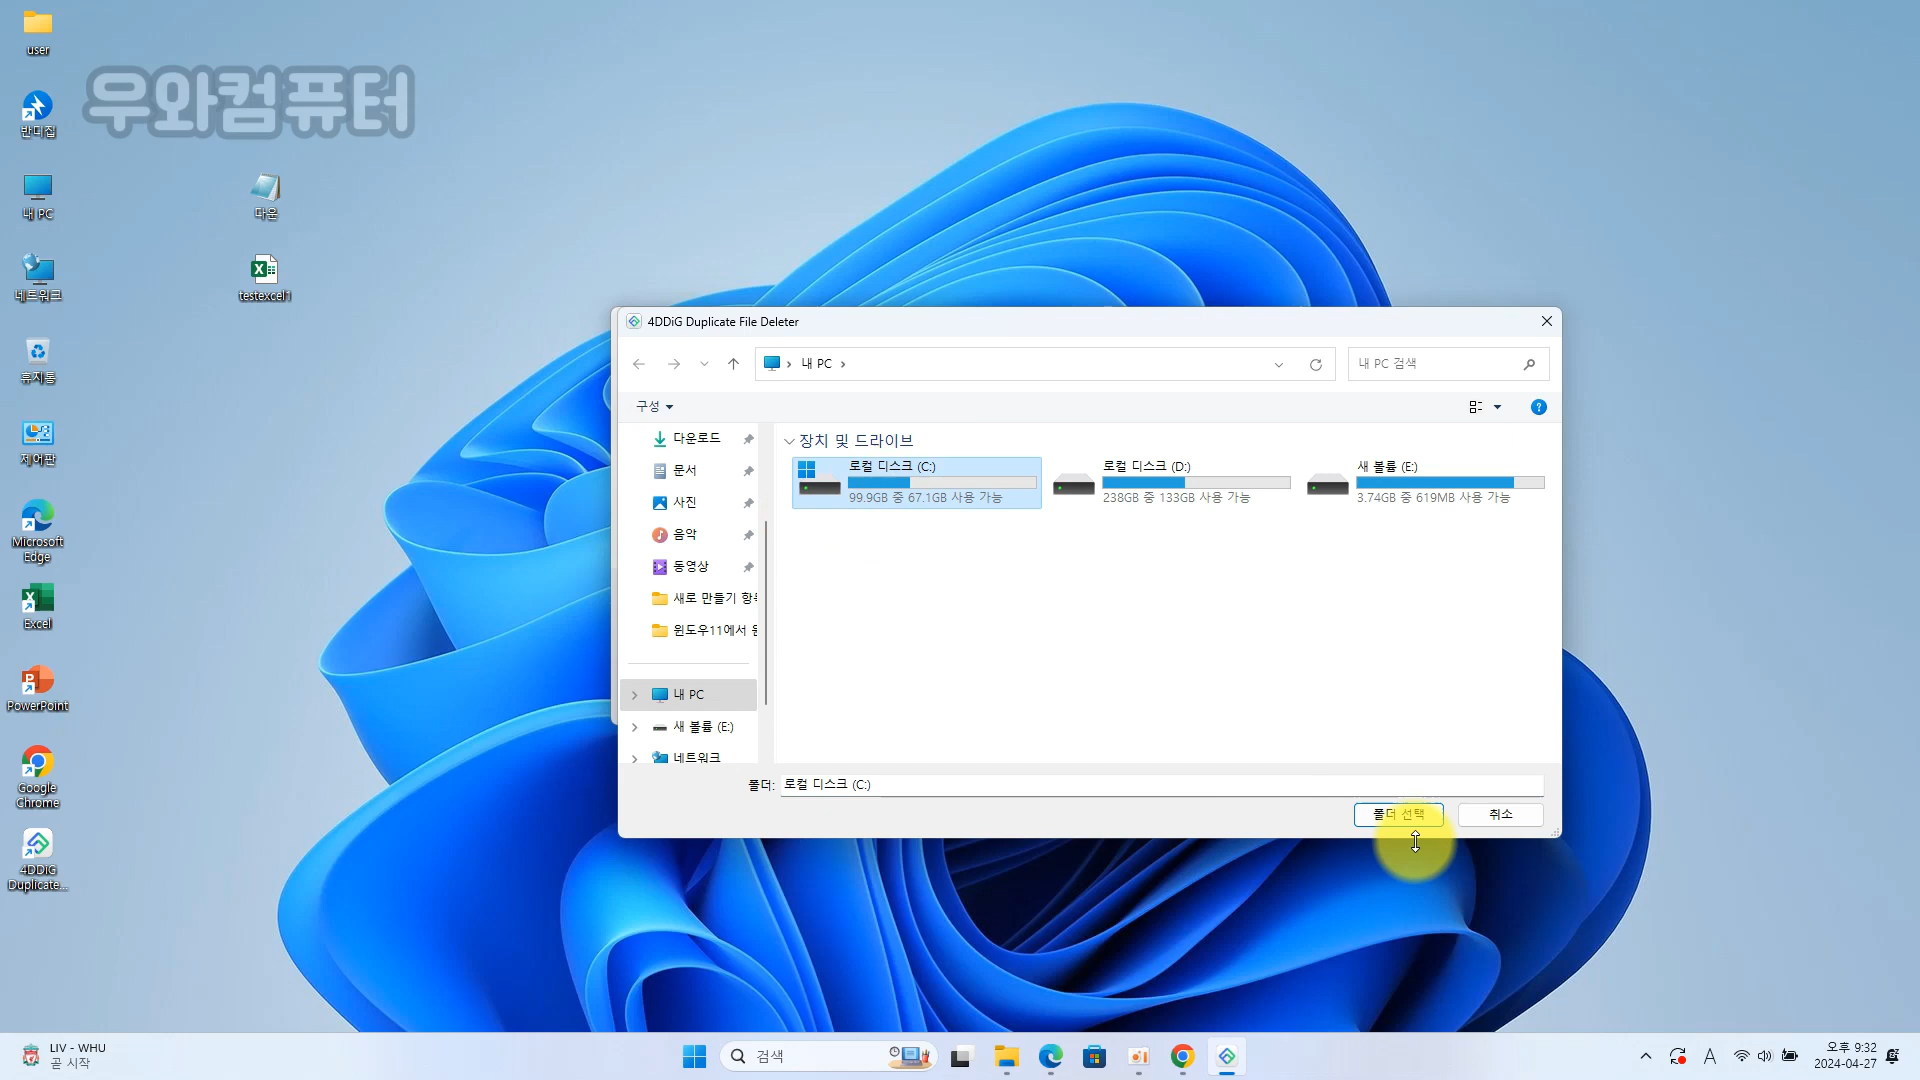 user
우와컴퓨터
반디집
내 PC
다운
네트워크
testexcel1
휴지통
제어판
Microsoft
Edge
Excel
PowerPoint
Google
Chrome
4DDiG
Duplicate...
4DDiG Duplicate File Deleter
내 PC
내 PC 검색
구성
다운로드
문서
사진
음악
동영상
새로 만들기 항목
윈도우11에서 원
내 PC
새 볼륨 (E:)
네트워크
장치 및 드라이브
로컬 디스크 (C:)
99.9GB 중 67.1GB 사용 가능
로컬 디스크 (D:)
238GB 중 133GB 사용 가능
새 볼륨 (E:)
3.74GB 중 619MB 사용 가능
폴더: 로컬 디스크 (C:)
폴더 선택
취소
LIV - WHU
곧 시작
검색
A
오후 9:32
2024-04-27